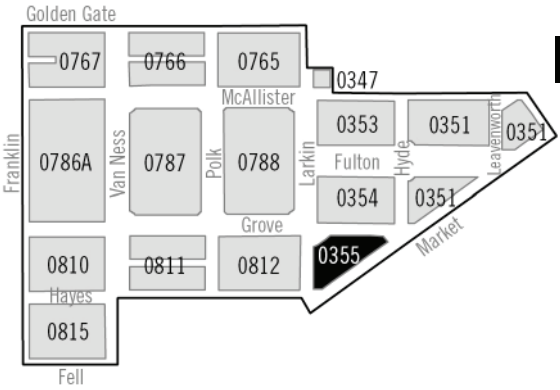 Golden Gate
0767
0766
0765
0347
McAllister
Franklin
0786A
Van Ness
0787
Polk
0788
Larkin
0353
Hyde
0351
Leavenworth
0351
Fulton
0354
0351
Market
Grove
0810
0811
0812
0355
Hayes
0815
Fell